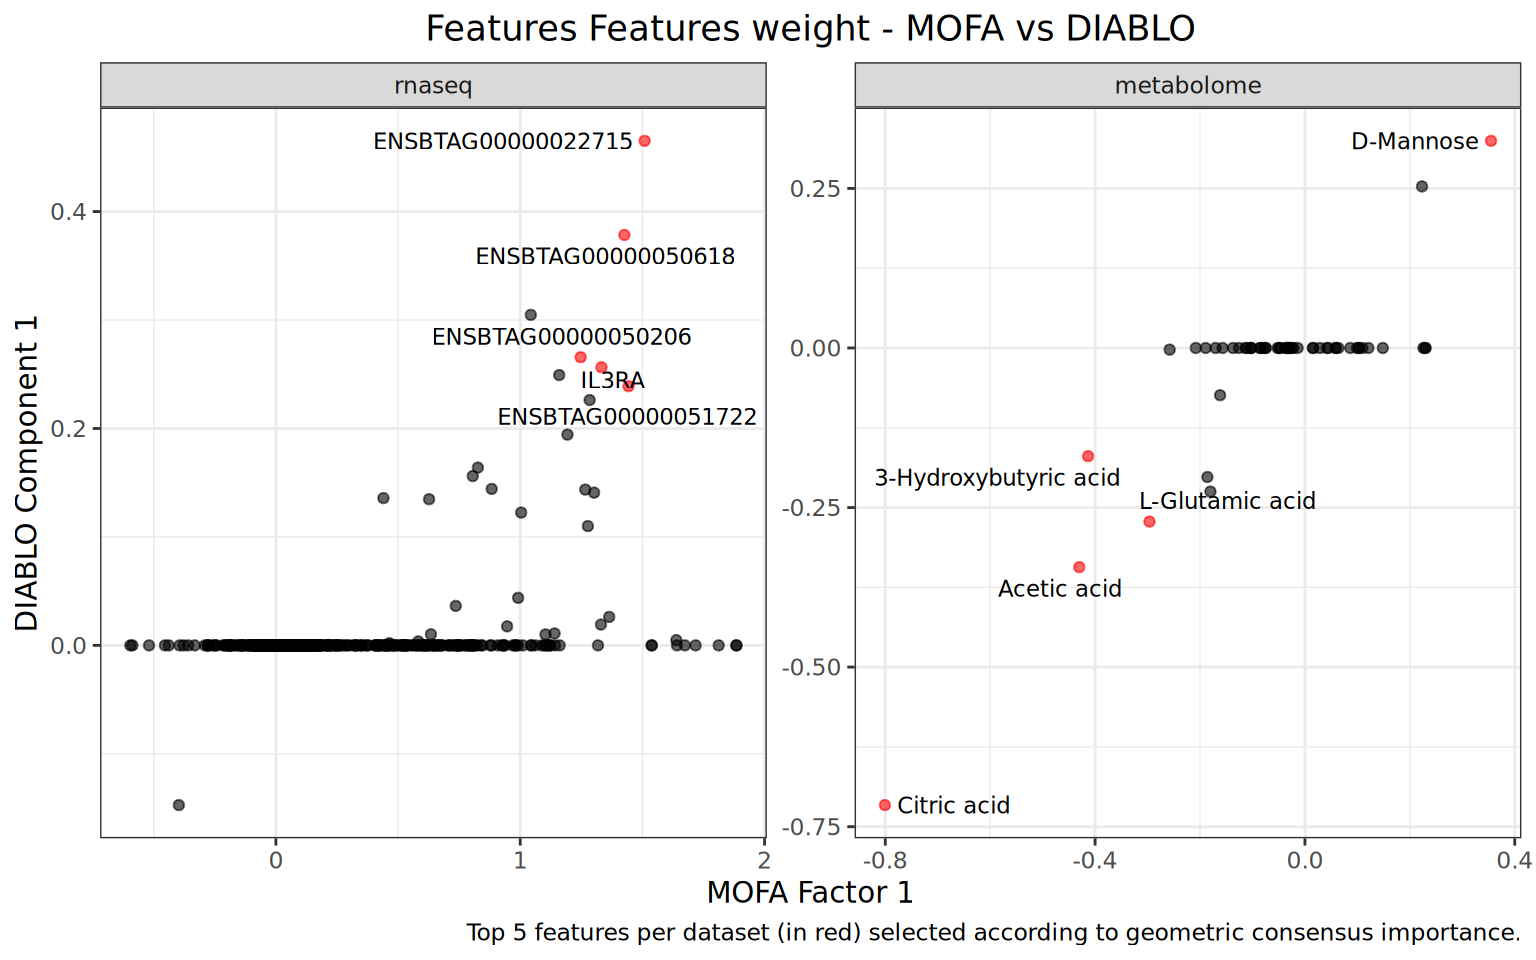 Features Features weight - MOFA vs DIABLO
rnaseq
metabolome
DIABLO Component 1
0.4
0.2
0.0
ENSBTAG00000022715
ENSBTAG00000050618
ENSBTAG00000050206
IL3RA
ENSBTAG00000051722
0
1
2
0.25
0.00
-0.25
-0.50
-0.75
D-Mannose
3-Hydroxybutyric acid
L-Glutamic acid
Acetic acid
Citric acid
-0.8
-0.4
0.0
0.4
MOFA Factor 1
Top 5 features per dataset (in red) selected according to geometric consensus importance.